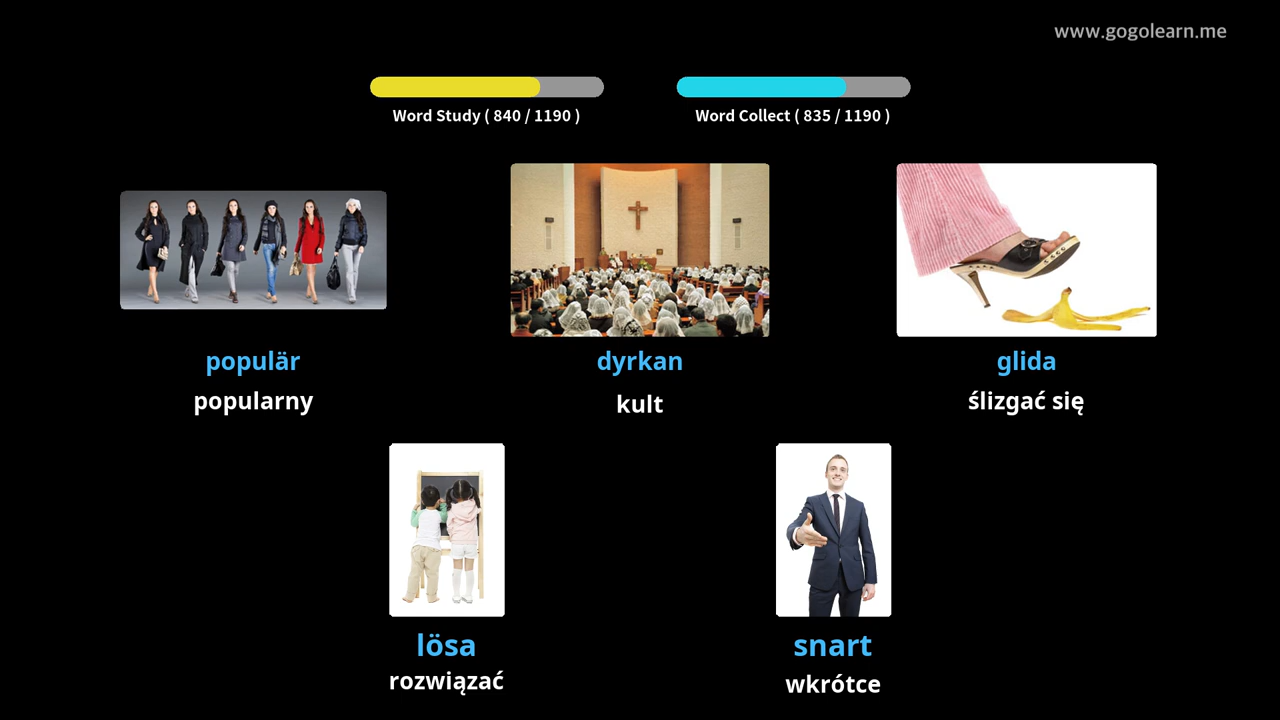 www.gogolearn.me
Word Study ( 840 / 1190 )
Word Collect ( 835 / 1190 )
populär
dyrkan
glida
popularny
kult
ślizgać się
lösa
snart
rozwiązać
wkrótce